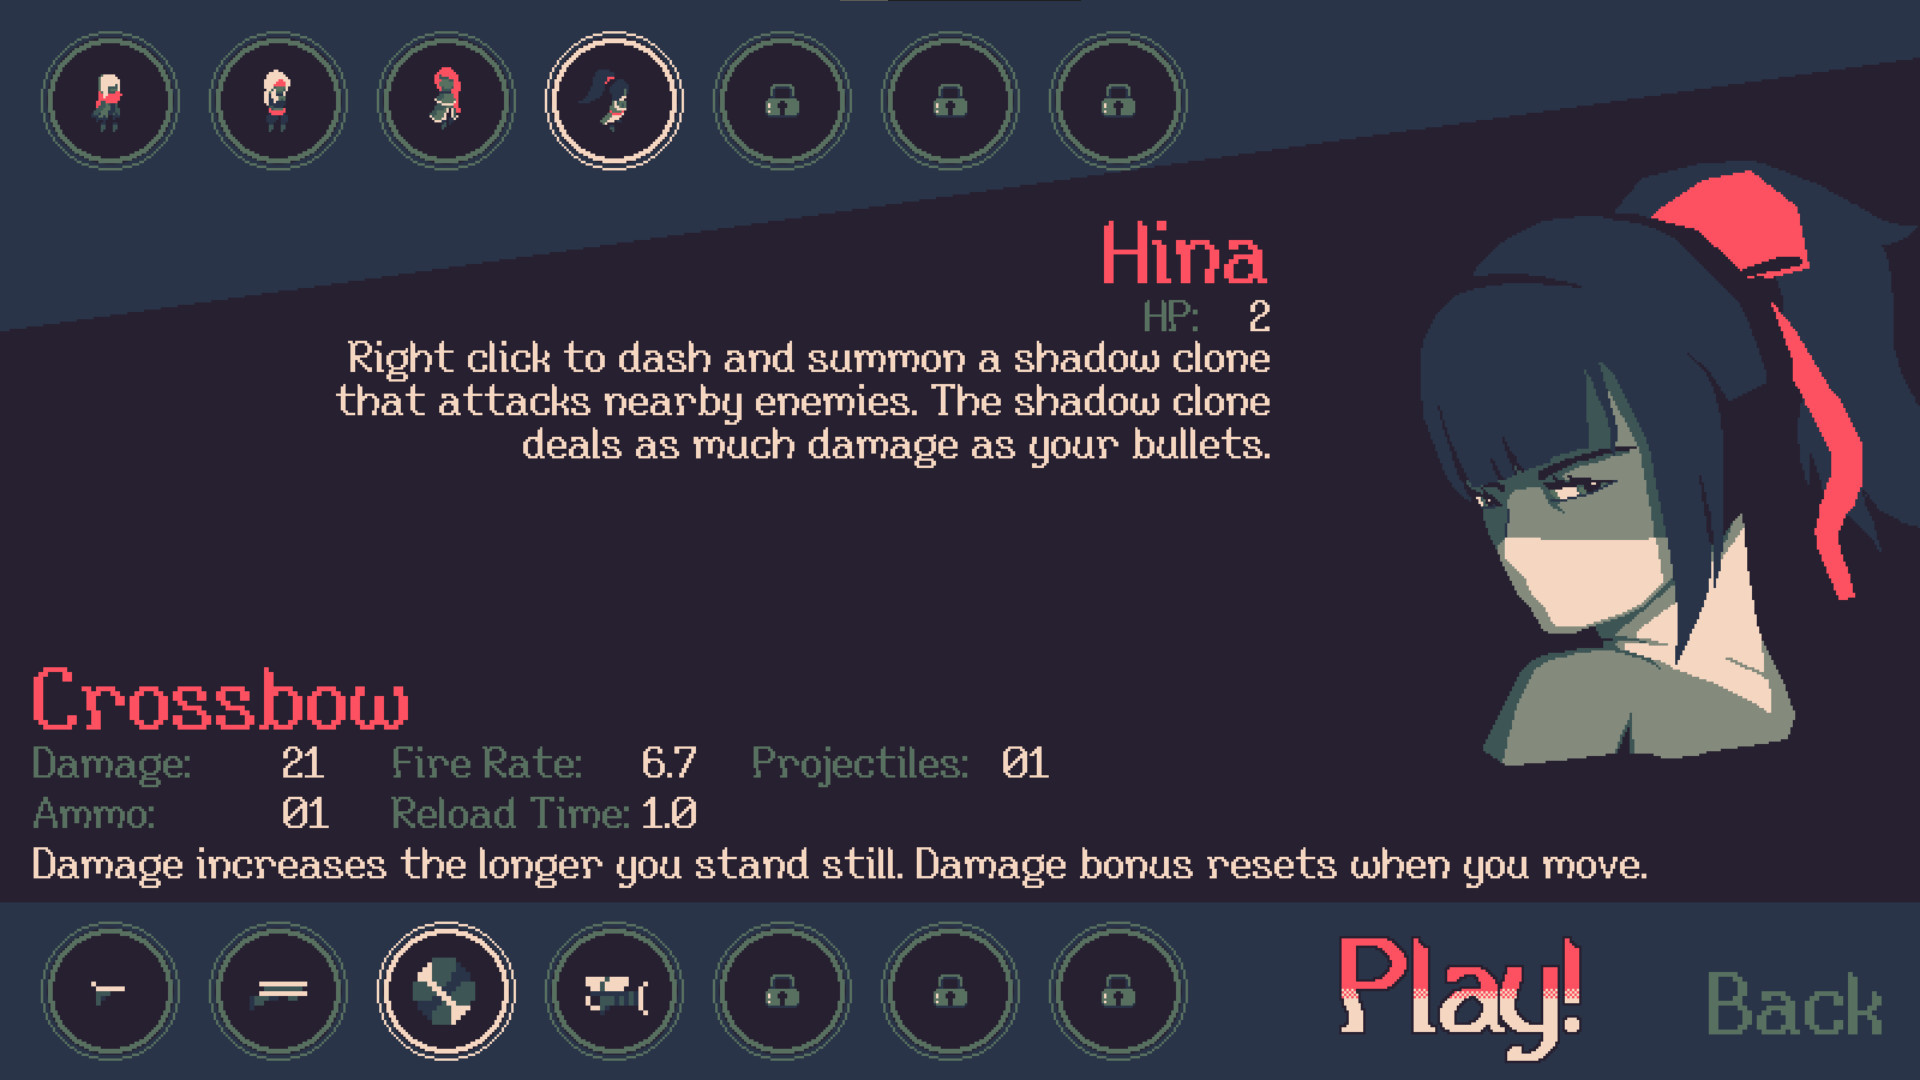 Hina
HP: 2
Right click to dash and summon a shadow clone
that attacks nearby enemies. The shadow clone
deals as much damage as your bullets.
Crossbow
Damage: 21 Fire Rate: 6.7 Projectiles: 01
Ammo: 01 Reload Time: 1.0
Damage increases the longer you stand still. Damage bonus resets when you move.
Play! Back